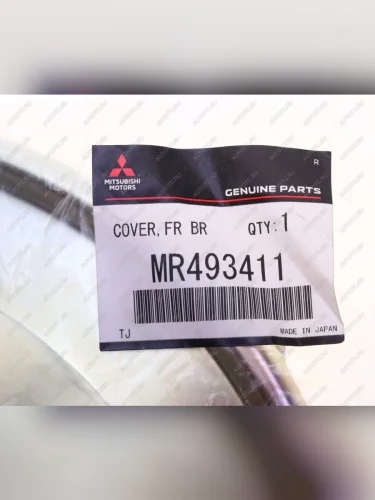 R
MITSUBISHI
MOTORS
GENUINE PARTS
COVER, FR BR QTY: 1
MR493411
TJ MADE IN JAPAN